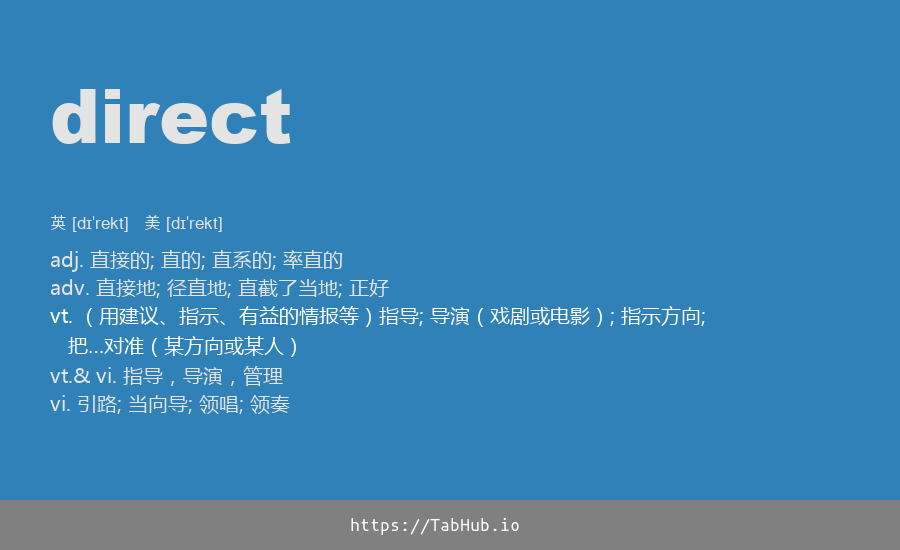 direct
英 [dɪˈrekt]   美 [dɪˈrekt]
adj. 直接的; 直的; 直系的; 率直的
adv. 直接地; 径直地; 直截了当地; 正好
vt. （用建议、指示、有益的情报等）指导; 导演（戏剧或电影）; 指示方向;
把...对准（某方向或某人）
vt.& vi. 指导，导演，管理
vi. 引路; 当向导; 领唱; 领奏
https://TabHub.io